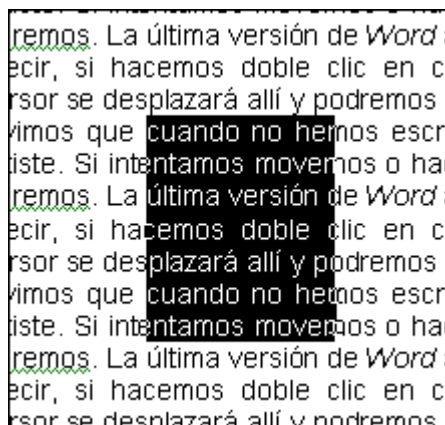 remos. La última versión de Word
ecir, si hacemos doble clic en c
rsor se desplazará allí y podremos
vimos que cuando no hemos escr
iste. Si intentamos movernos o ha
remos. La última versión de Word
ecir, si hacemos doble clic en c
rsor se desplazará allí y podremos
vimos que cuando no hemos escr
iste. Si intentamos movernos o ha
remos. La última versión de Word
ecir, si hacemos doble clic en c
rsor se desplazará allí y podremos